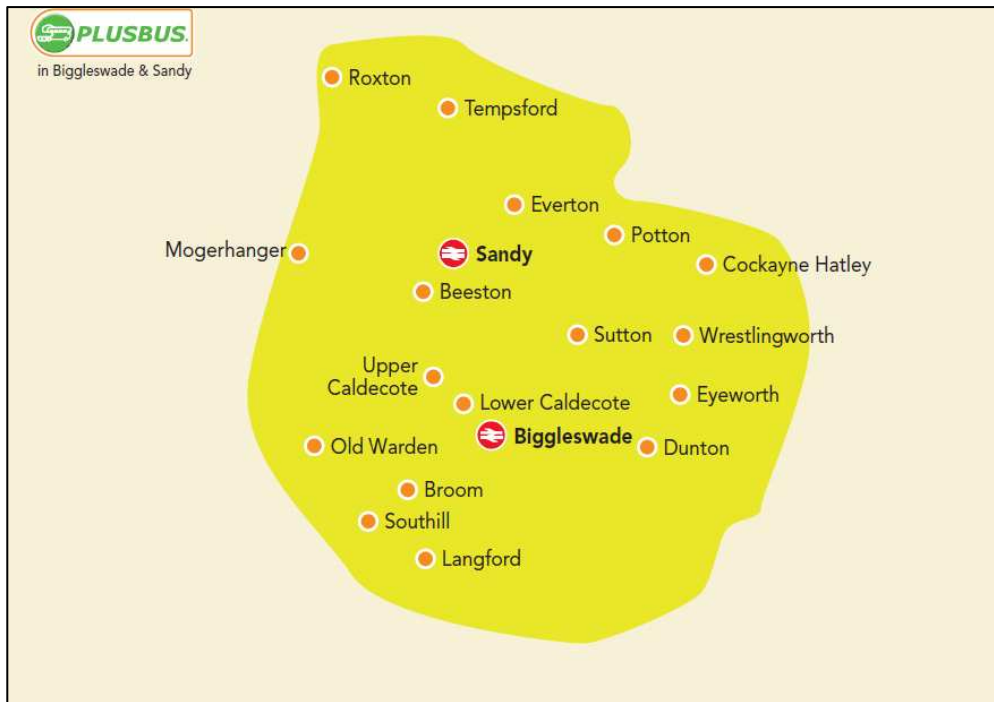 PLUSBUS.
in Biggleswade & Sandy
Roxton
Tempsford
Everton
Potton
Mogerhanger
Sandy
Cockayne Hatley
Beeston
Sutton
Wrestlingworth
Upper
Caldecote
Eyeworth
Lower Caldecote
Biggleswade
Old Warden
Dunton
Broom
Southill
Langford